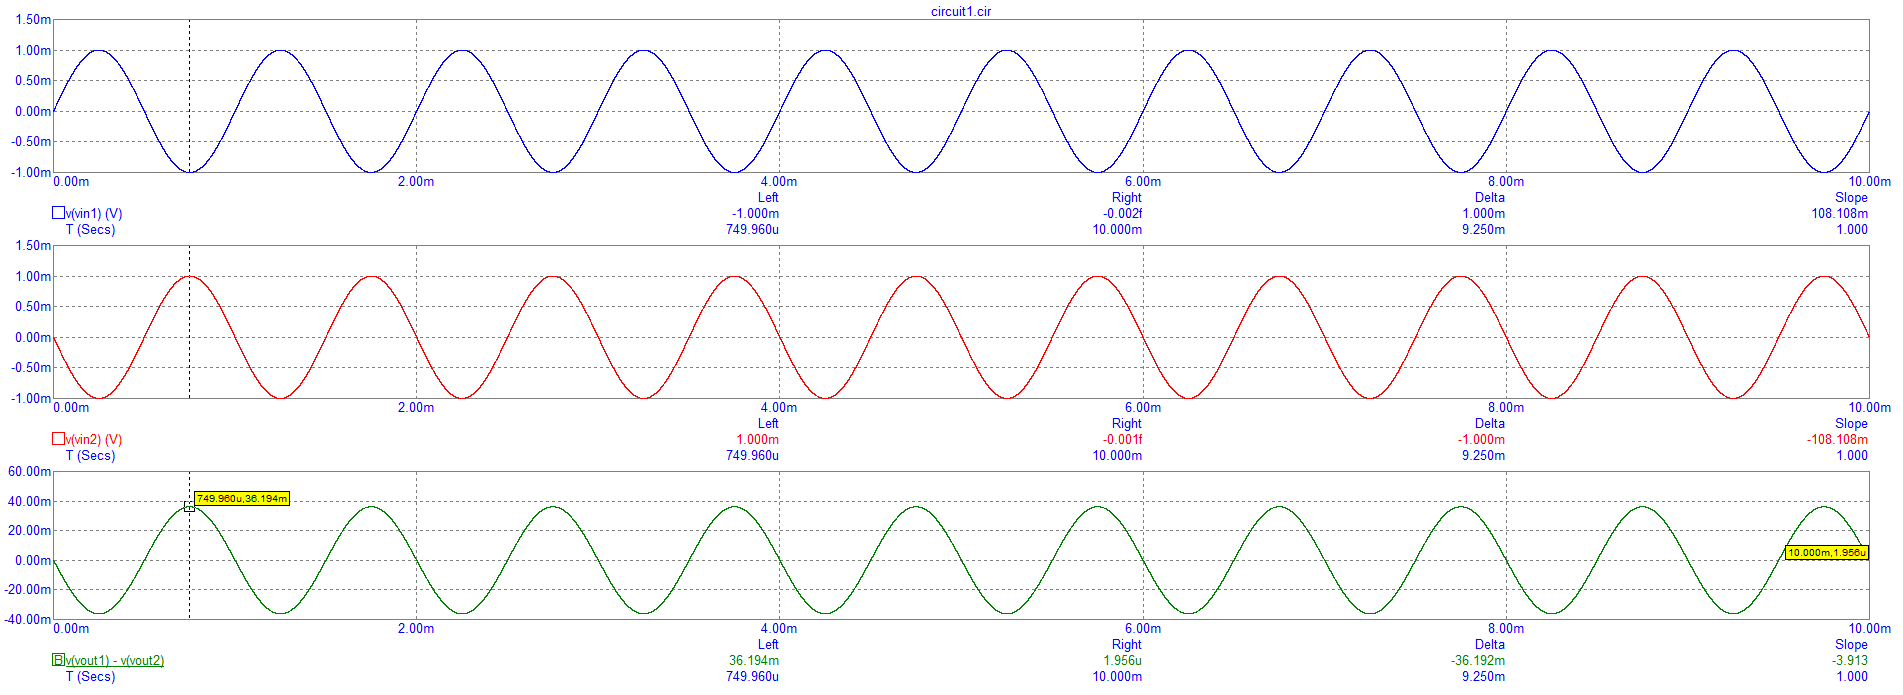 circuit1.cir
1.50m
1.00m
0.50m
0.00m
-0.50m
-1.00m
0.00m 2.00m 4.00m 6.00m 8.00m 10.00m
Left Right Delta Slope
v(vin1) (V) -1.000m -0.002f 1.000m 108.108m
T (Secs) 749.960u 10.000m 9.250m 1.000
1.50m
1.00m
0.50m
0.00m
-0.50m
-1.00m
0.00m 2.00m 4.00m 6.00m 8.00m 10.00m
Left Right Delta Slope
v(vin2) (V) 1.000m -0.001f -1.000m -108.108m
T (Secs) 749.960u 10.000m 9.250m 1.000
60.00m
749.960u,36.194m
40.00m
20.00m
10.000m,1.956u
0.00m
-20.00m
-40.00m
0.00m 2.00m 4.00m 6.00m 8.00m 10.00m
Left Right Delta Slope
B v(vout1) - v(vout2) 36.194m 1.956u -36.192m -3.913
T (Secs) 749.960u 10.000m 9.250m 1.000